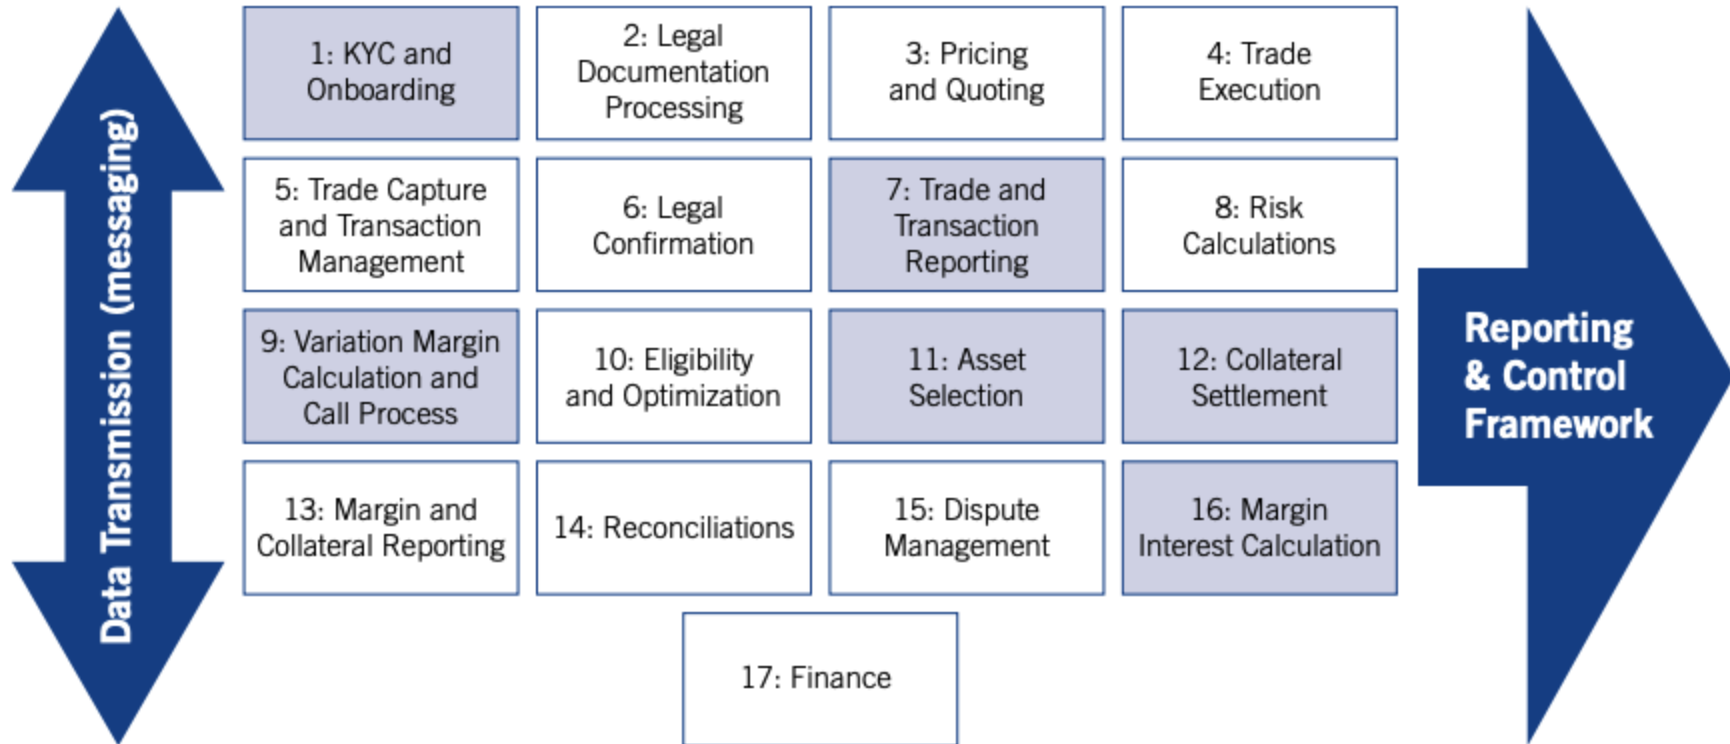 Data Transmission (messaging)
1: KYC and
Onboarding
2: Legal
Documentation
Processing
3: Pricing
and Quoting
4: Trade
Execution
5: Trade Capture
and Transaction
Management
6: Legal
Confirmation
7: Trade and
Transaction
Reporting
8: Risk
Calculations
9: Variation Margin
Calculation and
Call Process
10: Eligibility
and Optimization
11: Asset
Selection
12: Collateral
Settlement
13: Margin and
Collateral Reporting
14: Reconciliations
15: Dispute
Management
16: Margin
Interest Calculation
17: Finance
Reporting
& Control
Framework